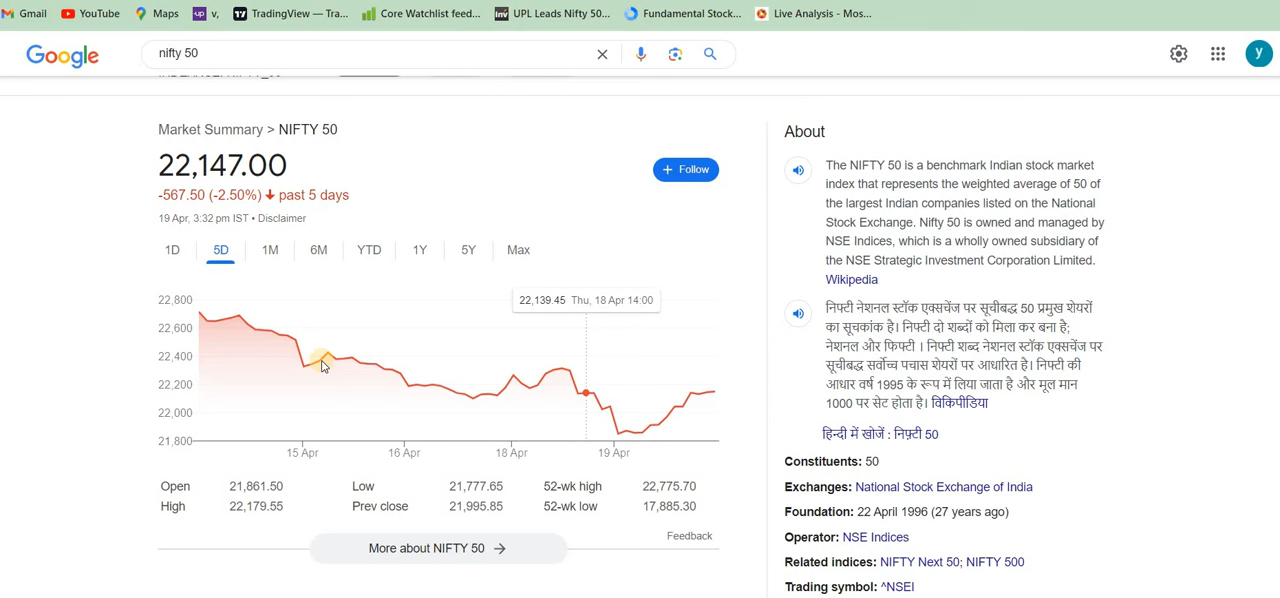 Gmail YouTube Maps v, TradingView — Tra... Core Watchlist feed... UPL Leads Nifty 50... Fundamental Stock... Live Analysis - Mos...
Google nifty 50 y
Market Summary > NIFTY 50
22,147.00
-567.50 (-2.50%) past 5 days
19 Apr, 3:32 pm IST • Disclaimer
+ Follow
1D 5D 1M 6M YTD 1Y 5Y Max
22,139.45 Thu, 18 Apr 14:00
22,800
22,600
22,400
22,200
22,000
21,800
15 Apr 16 Apr 18 Apr 19 Apr
Open 21,861.50 Low 21,777.65 52-wk high 22,775.70
High 22,179.55 Prev close 21,995.85 52-wk low 17,885.30
Feedback
More about NIFTY 50 →
About
The NIFTY 50 is a benchmark Indian stock market
index that represents the weighted average of 50 of
the largest Indian companies listed on the National
Stock Exchange. Nifty 50 is owned and managed by
NSE Indices, which is a wholly owned subsidiary of
the NSE Strategic Investment Corporation Limited.
Wikipedia
निफ्टी नेशनल स्टॉक एक्सचेंज पर सूचीबद्ध 50 प्रमुख शेयरों
का सूचकांक है। निफ्टी दो शब्दों को मिला कर बना है;
नेशनल और फिफ्टी । निफ्टी शब्द नेशनल स्टॉक एक्सचेंज पर
सूचीबद्ध सर्वोच्च पचास शेयरों पर आधारित है। निफ्टी की
आधार वर्ष 1995 के रूप में लिया जाता है और मूल मान
1000 पर सेट होता है। विकिपीडिया
हिन्दी में खोजें : निफ़्टी 50
Constituents: 50
Exchanges: National Stock Exchange of India
Foundation: 22 April 1996 (27 years ago)
Operator: NSE Indices
Related indices: NIFTY Next 50; NIFTY 500
Trading symbol: ^NSEI